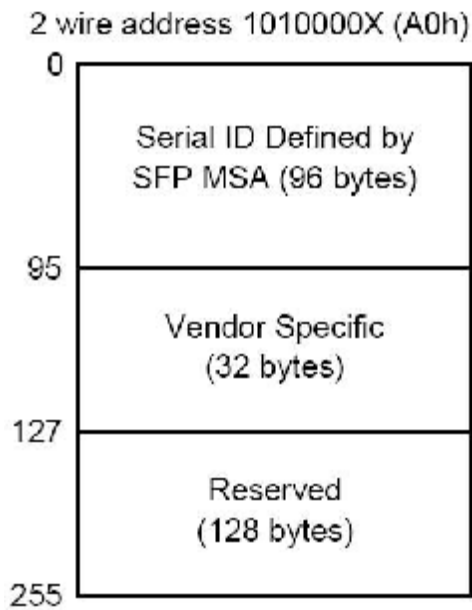 2 wire address 1010000X (A0h)
0
Serial ID Defined by
SFP MSA (96 bytes)
95
Vendor Specific
(32 bytes)
127
Reserved
(128 bytes)
255